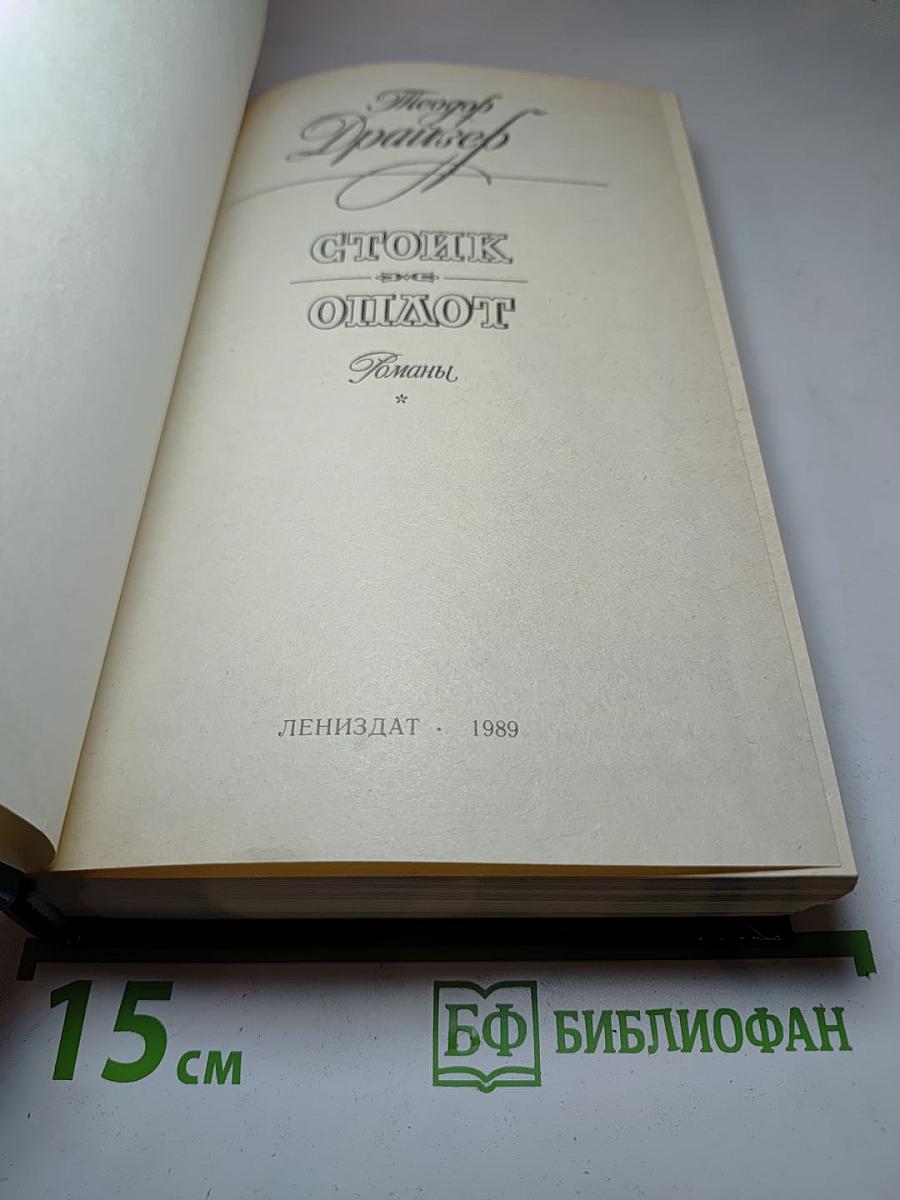 Теодор
Драйзер
СТОИК
ОПЛОТ
Романы
*
ЛЕНИЗДАТ · 1989
15 см
БФ БИБЛИОФАН